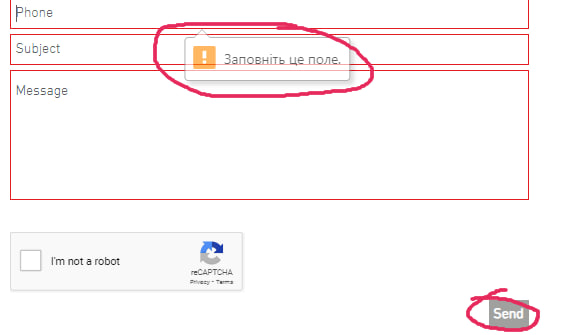 Phone
Subject
Заповніть це поле.
Message
I'm not a robot
reCAPTCHA
Privacy - Terms
Send